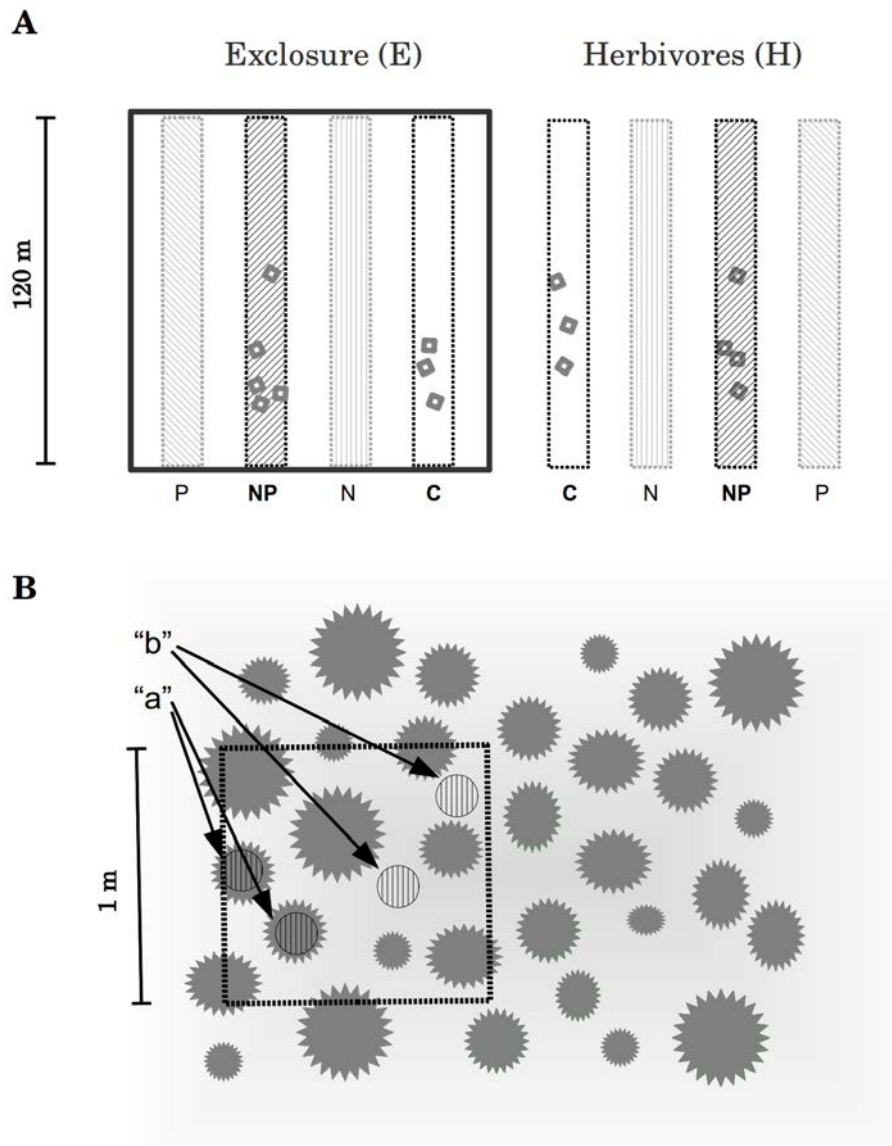 A
Exclosure (E) Herbivores (H)
120 m
P NP N C C N NP P
B
“b”
“a”
1 m